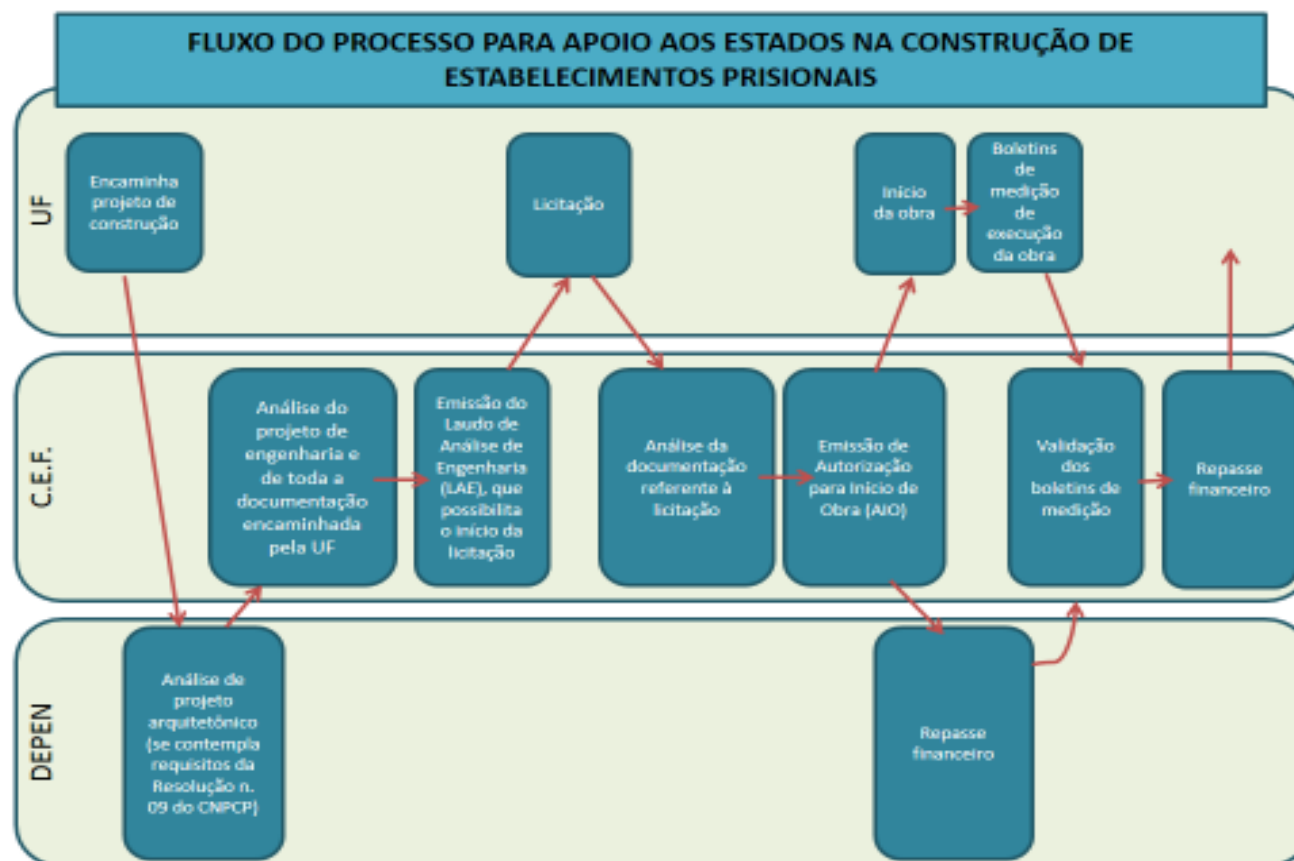 FLUXO DO PROCESSO PARA APOIO AOS ESTADOS NA CONSTRUÇÃO DE
ESTABELECIMENTOS PRISIONAIS
UF
Encaminha
projeto de
construção
Licitação
Início
da obra
Boletins
de
medição
de
execução
da obra
C.E.F.
Análise do
projeto de
engenharia e
de toda a
documentação
encaminhada
pela UF
Emissão do
Laudo de
Análise de
Engenharia
(LAE), que
possibilita
o início da
licitação
Análise da
documentação
referente à
licitação
Emissão de
Autorização
para Início de
Obra (AIO)
Validação
dos
boletins de
medição
Repasse
financeiro
DEPEN
Análise de
projeto
arquitetônico
(se contempla
requisitos da
Resolução n.
09 do CNPCP)
Repasse
financeiro